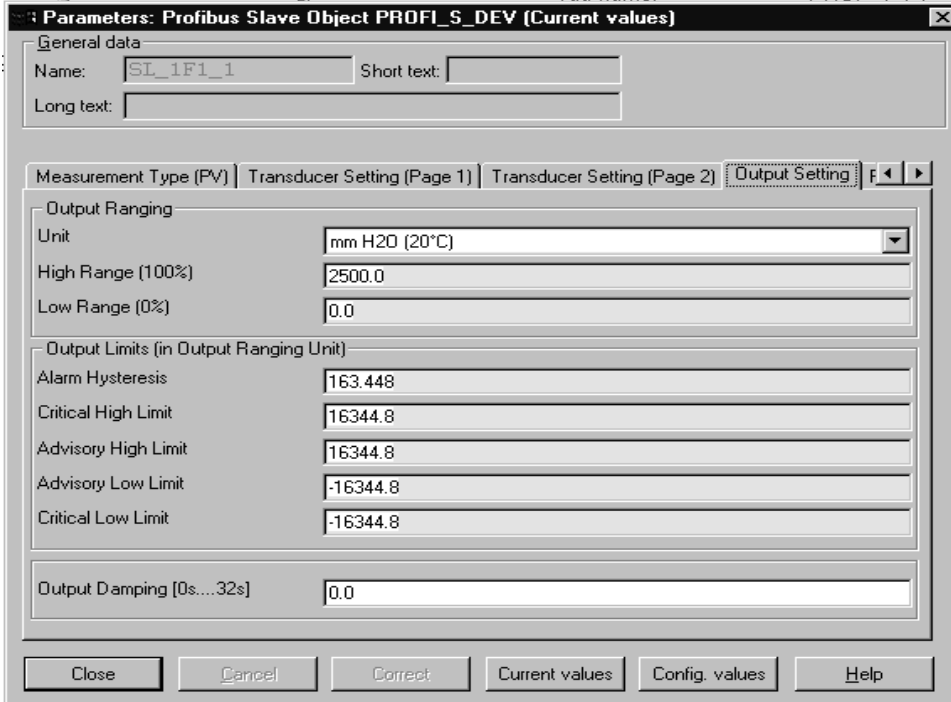 Parameters: Profibus Slave Object PROFI_S_DEV (Current values)
General data
Name: SL_1F1_1 Short text:
Long text:
Measurement Type (PV) Transducer Setting (Page 1) Transducer Setting (Page 2) Output Setting
Output Ranging
Unit mm H2O (20°C)
High Range (100%) 2500.0
Low Range (0%) 0.0
Output Limits (in Output Ranging Unit)
Alarm Hysteresis 163.448
Critical High Limit 16344.8
Advisory High Limit 16344.8
Advisory Low Limit -16344.8
Critical Low Limit -16344.8
Output Damping [0s....32s] 0.0
Close Cancel Correct Current values Config. values Help